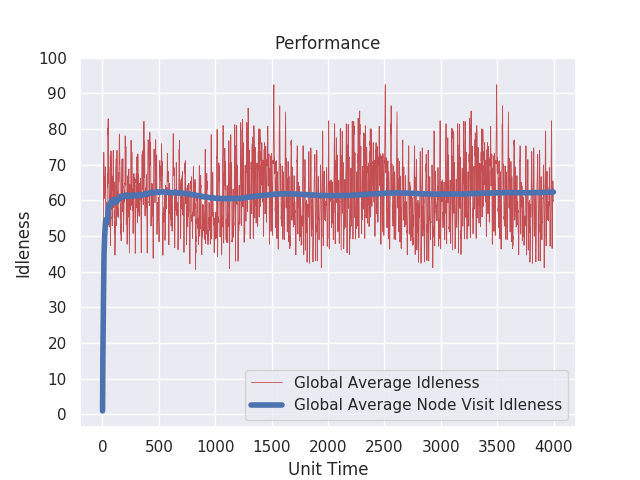 Performance
100
90
80
70
60
50
40
30
20
10
0
Idleness
Global Average Idleness
Global Average Node Visit Idleness
0 500 1000 1500 2000 2500 3000 3500 4000
Unit Time